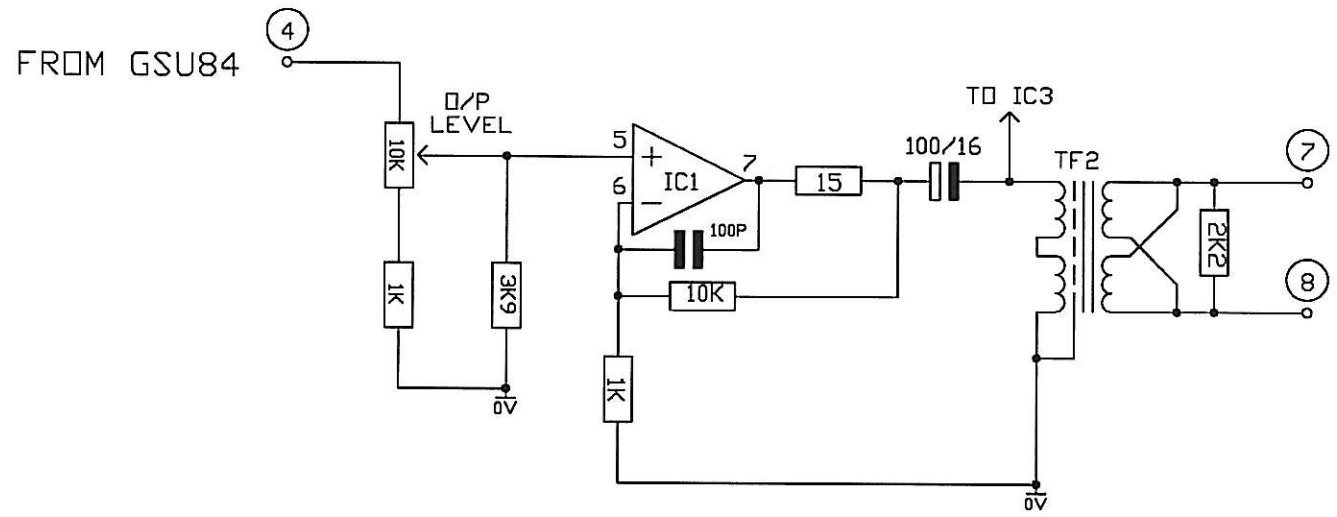 4
FROM GSU84
O/P
LEVEL
10K
1K
3K9
0V
5
6
+
−
IC1
7
100P
10K
1K
15
100/16
TO IC3
TF2
2K2
7
8
0V